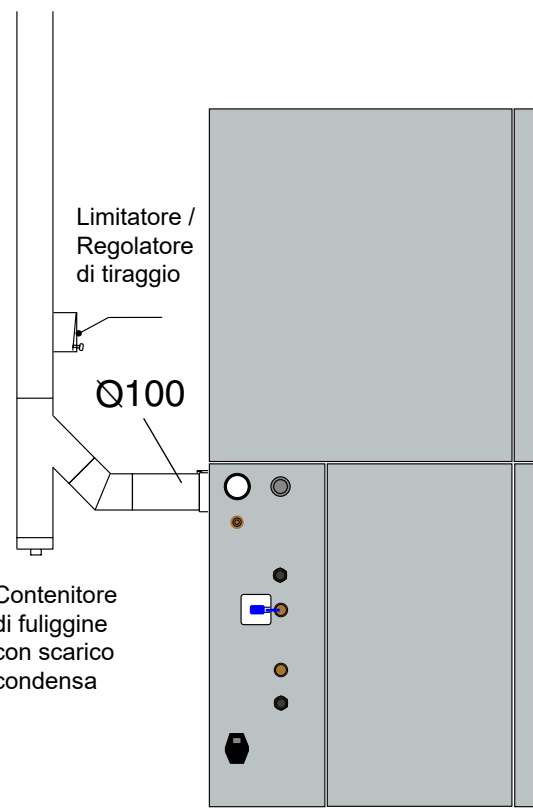 Limitatore /
Regolatore
di tiraggio
Ø100
Contenitore
di fuliggine
con scarico
condensa